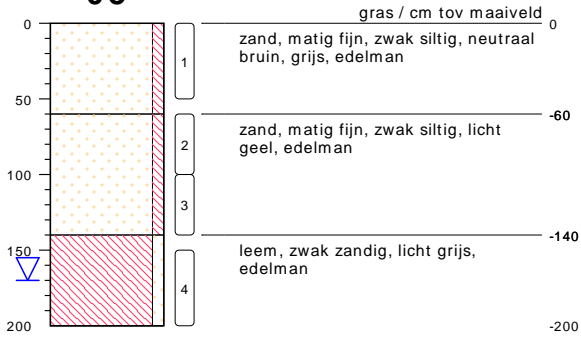 gras / cm tov maaiveld
0
0
zand, matig fijn, zwak siltig, neutraal
bruin, grijs, edelman
1
50
-60
zand, matig fijn, zwak siltig, licht
geel, edelman
2
100
3
-140
leem, zwak zandig, licht grijs,
edelman
150
4
200
-200